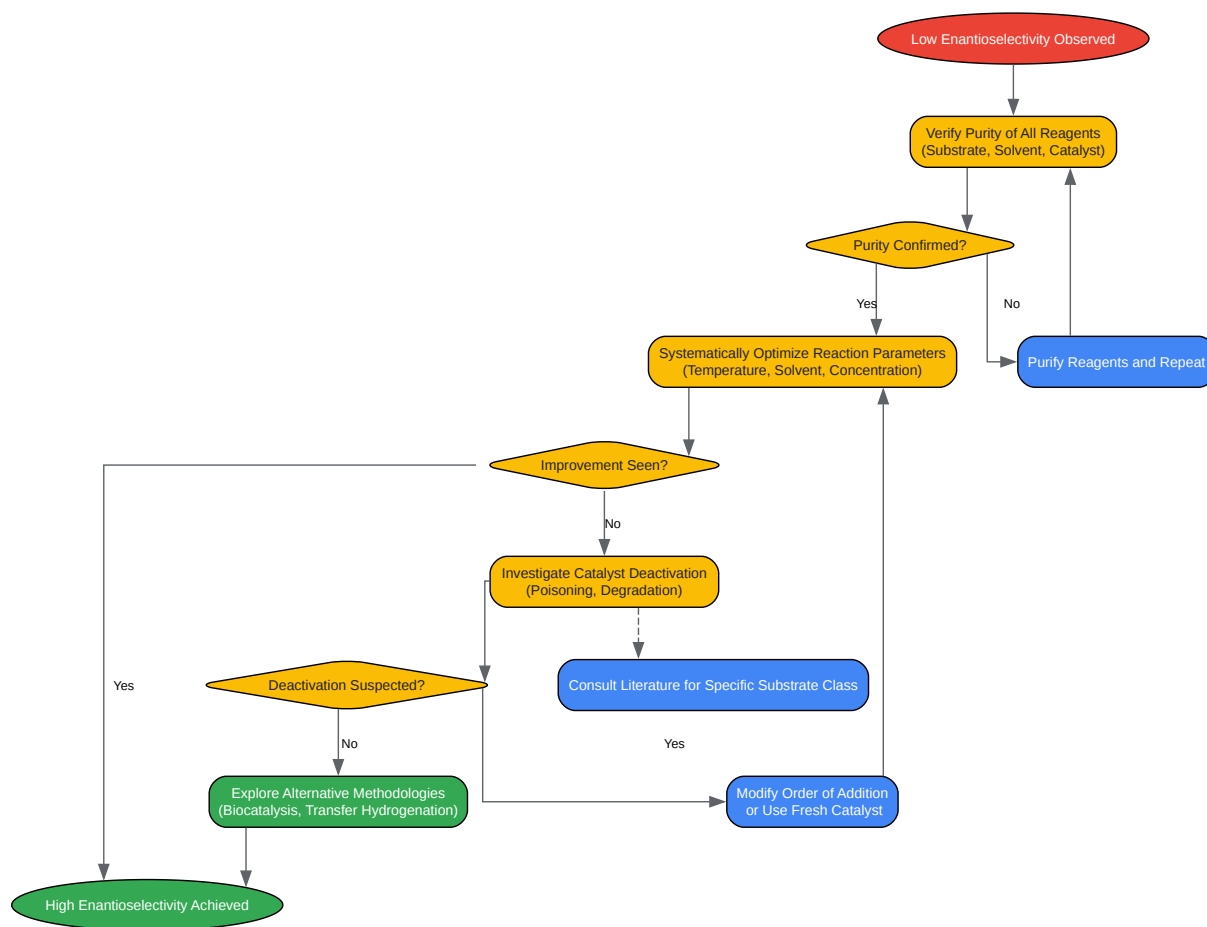 Low Enantioselectivity Observed
Verify Purity of All Reagents
(Substrate, Solvent, Catalyst)
Purity Confirmed?
Yes
No
Systematically Optimize Reaction Parameters
(Temperature, Solvent, Concentration)
Purify Reagents and Repeat
Improvement Seen?
No
Investigate Catalyst Deactivation
(Poisoning, Degradation)
Yes
Deactivation Suspected?
Consult Literature for Specific Substrate Class
No
Yes
Explore Alternative Methodologies
(Biocatalysis, Transfer Hydrogenation)
Modify Order of Addition
or Use Fresh Catalyst
High Enantioselectivity Achieved